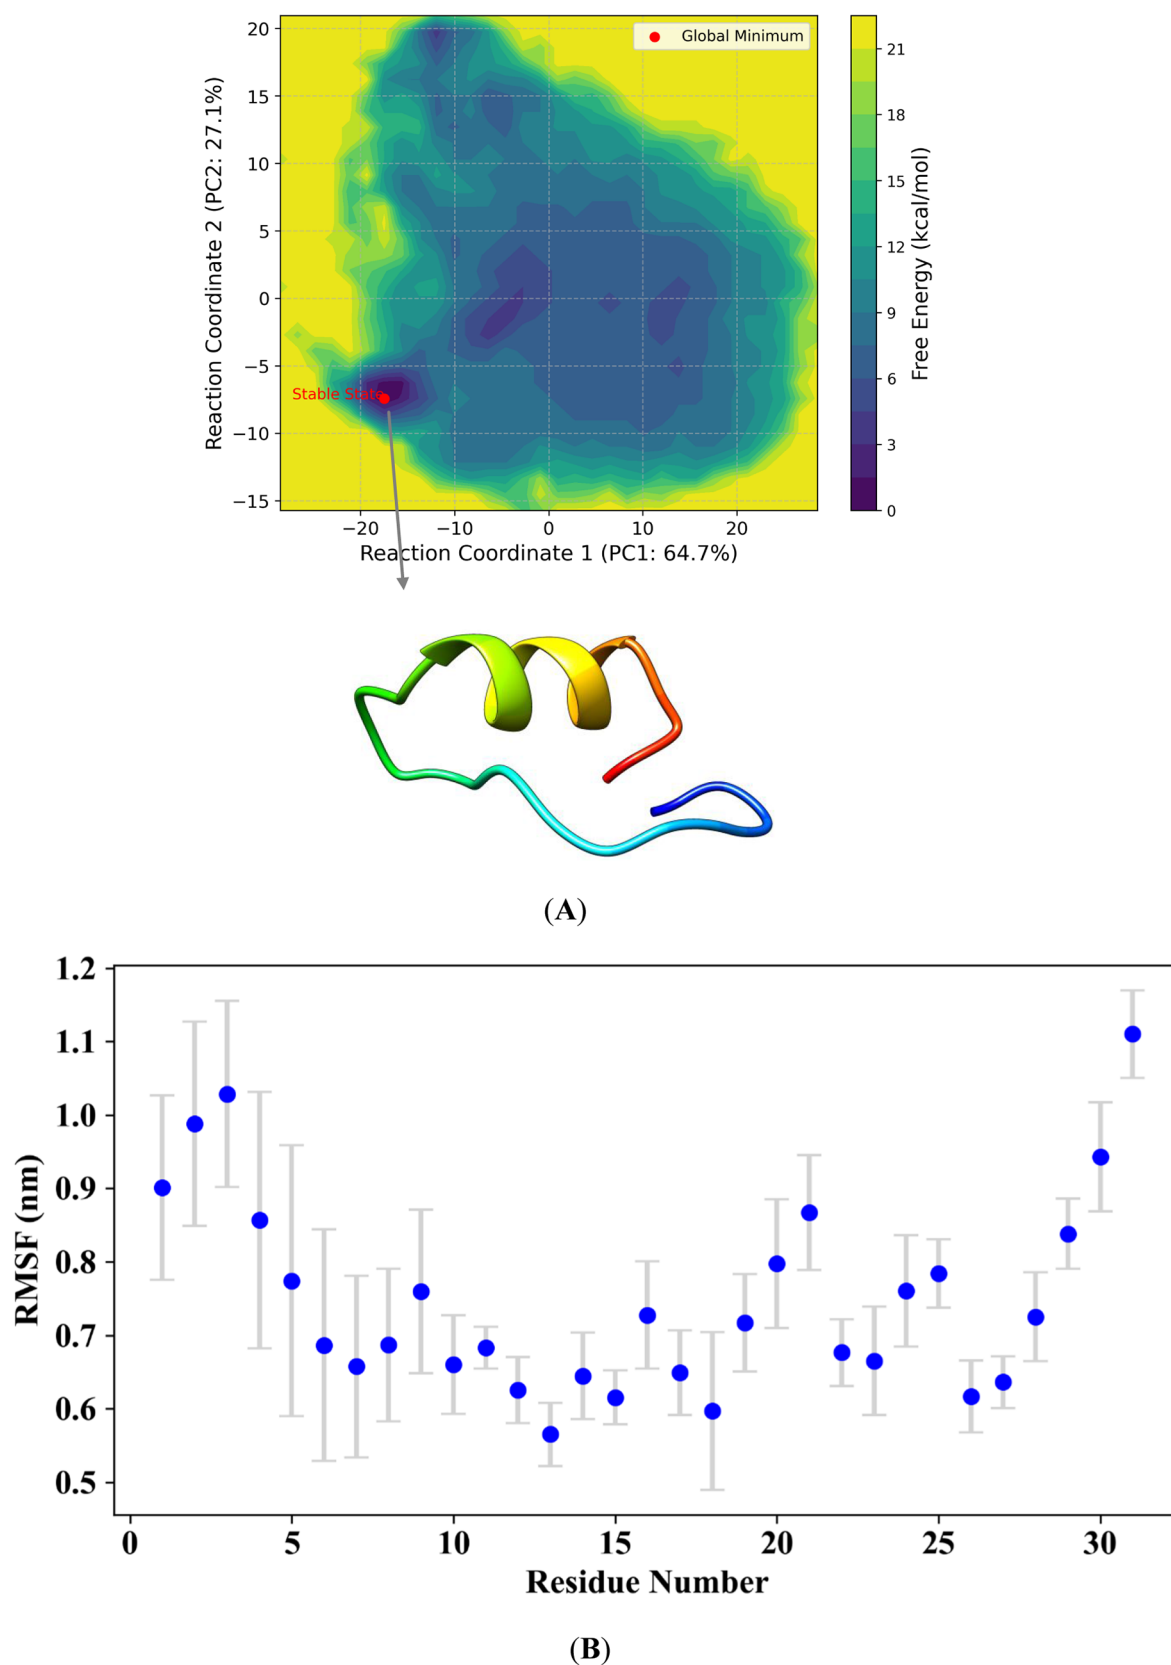 Global Minimum
Stable State
20
15
10
5
0
−5
−10
−15
Reaction Coordinate 2 (PC2: 27.1%)
−20 −10 0 10 20
Reaction Coordinate 1 (PC1: 64.7%)
21
18
15
12
9
6
3
0
Free Energy (kcal/mol)
(A)
1.2
1.1
1.0
0.9
0.8
0.7
0.6
0.5
RMSF (nm)
0 5 10 15 20 25 30
Residue Number
(B)